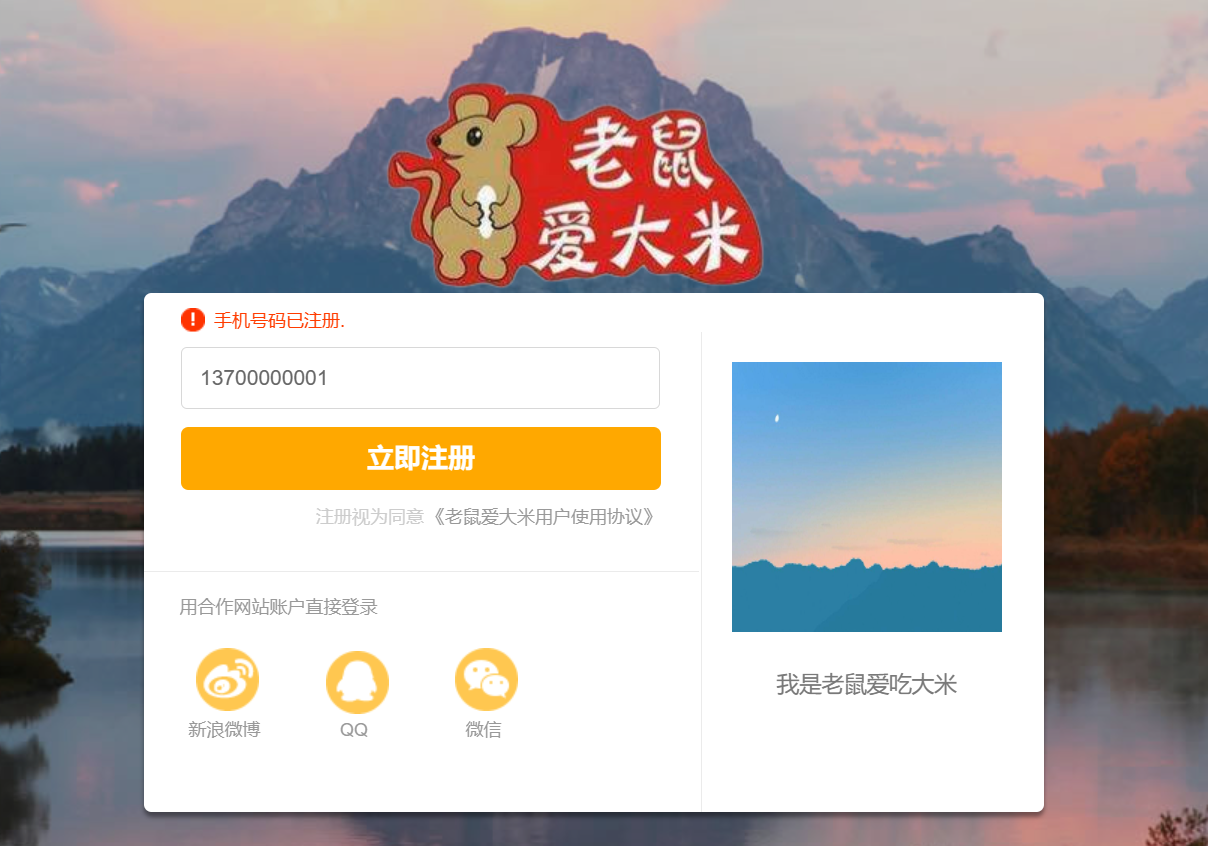 老鼠
爱大米
手机号码已注册.
13700000001
立即注册
注册视为同意《老鼠爱大米用户使用协议》
用合作网站账户直接登录
新浪微博
QQ
微信
我是老鼠爱吃大米